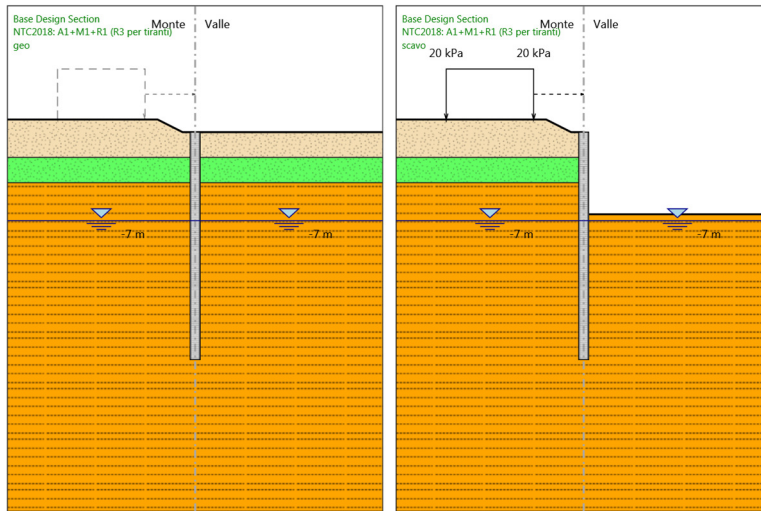 Base Design Section
NTC2018: A1+M1+R1 (R3 per tiranti)
geo
Monte
Valle
-7 m
-7 m
Base Design Section
NTC2018: A1+M1+R1 (R3 per tiranti)
scavo
Monte
Valle
20 kPa
20 kPa
-7 m
-7 m